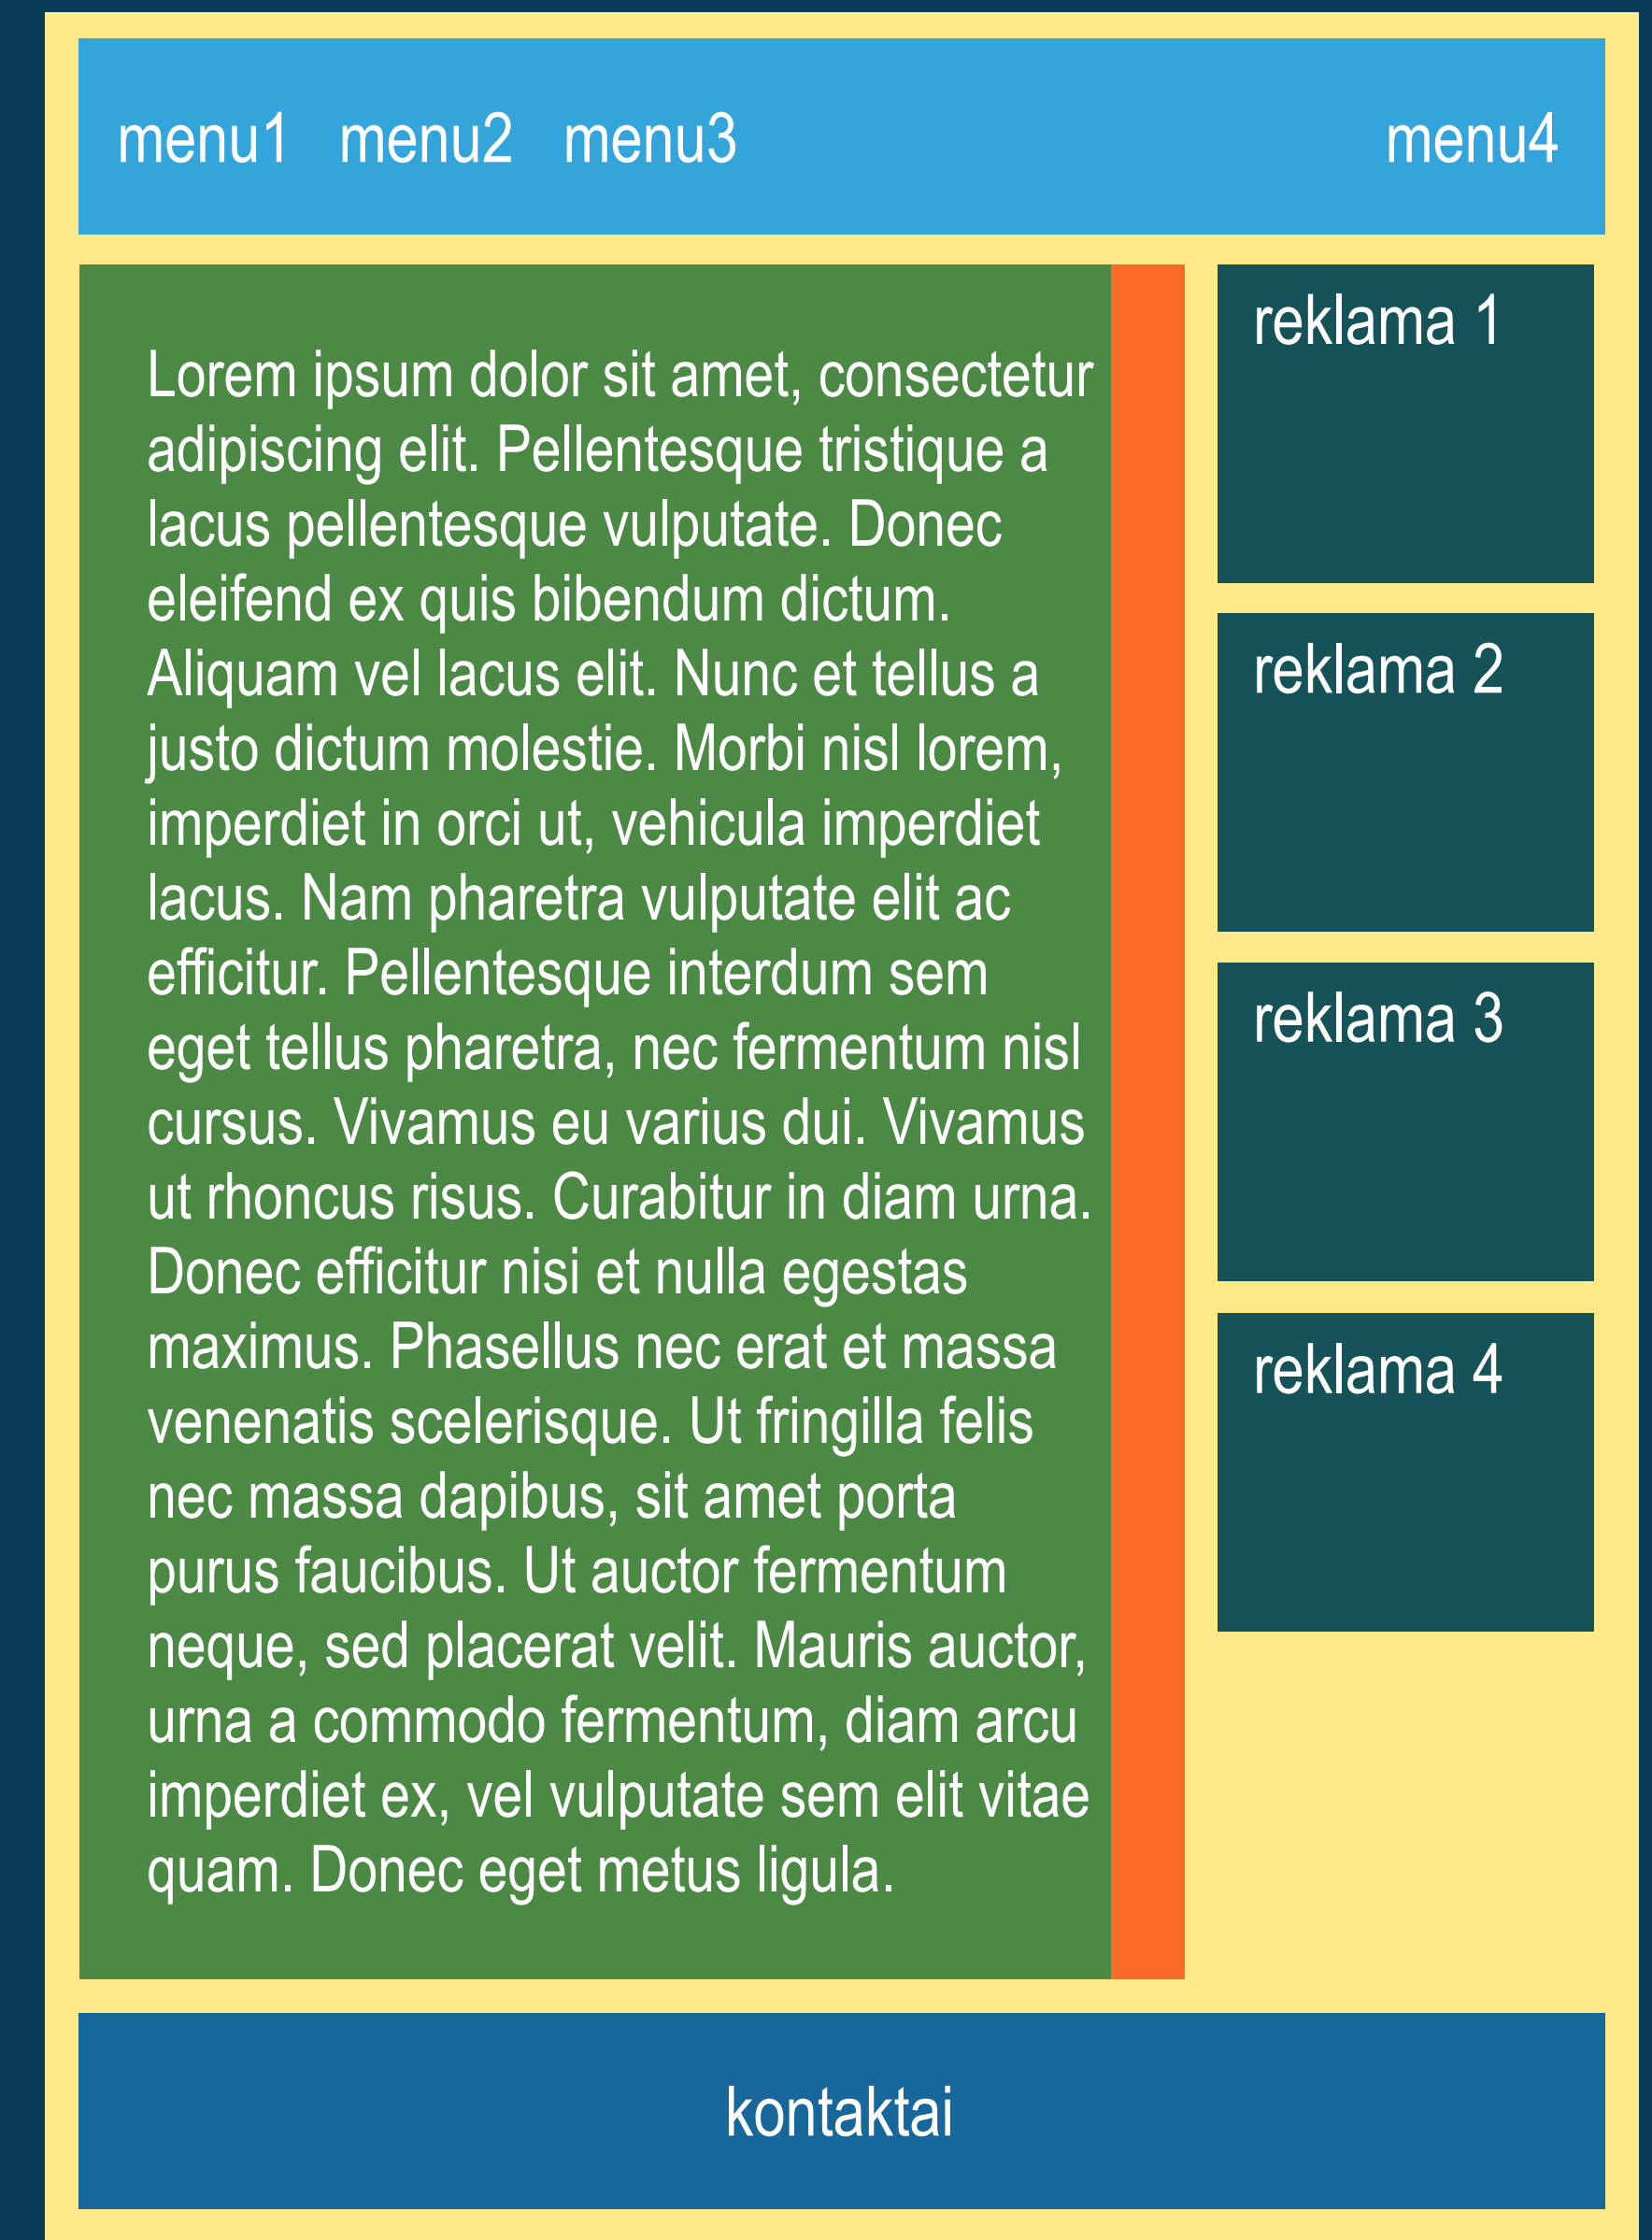 menu1 menu2 menu3 menu4
Lorem ipsum dolor sit amet, consectetur
adipiscing elit. Pellentesque tristique a
lacus pellentesque vulputate. Donec
eleifend ex quis bibendum dictum.
Aliquam vel lacus elit. Nunc et tellus a
justo dictum molestie. Morbi nisl lorem,
imperdiet in orci ut, vehicula imperdiet
lacus. Nam pharetra vulputate elit ac
efficitur. Pellentesque interdum sem
eget tellus pharetra, nec fermentum nisl
cursus. Vivamus eu varius dui. Vivamus
ut rhoncus risus. Curabitur in diam urna.
Donec efficitur nisi et nulla egestas
maximus. Phasellus nec erat et massa
venenatis scelerisque. Ut fringilla felis
nec massa dapibus, sit amet porta
purus faucibus. Ut auctor fermentum
neque, sed placerat velit. Mauris auctor,
urna a commodo fermentum, diam arcu
imperdiet ex, vel vulputate sem elit vitae
quam. Donec eget metus ligula.
reklama 1
reklama 2
reklama 3
reklama 4
kontaktai